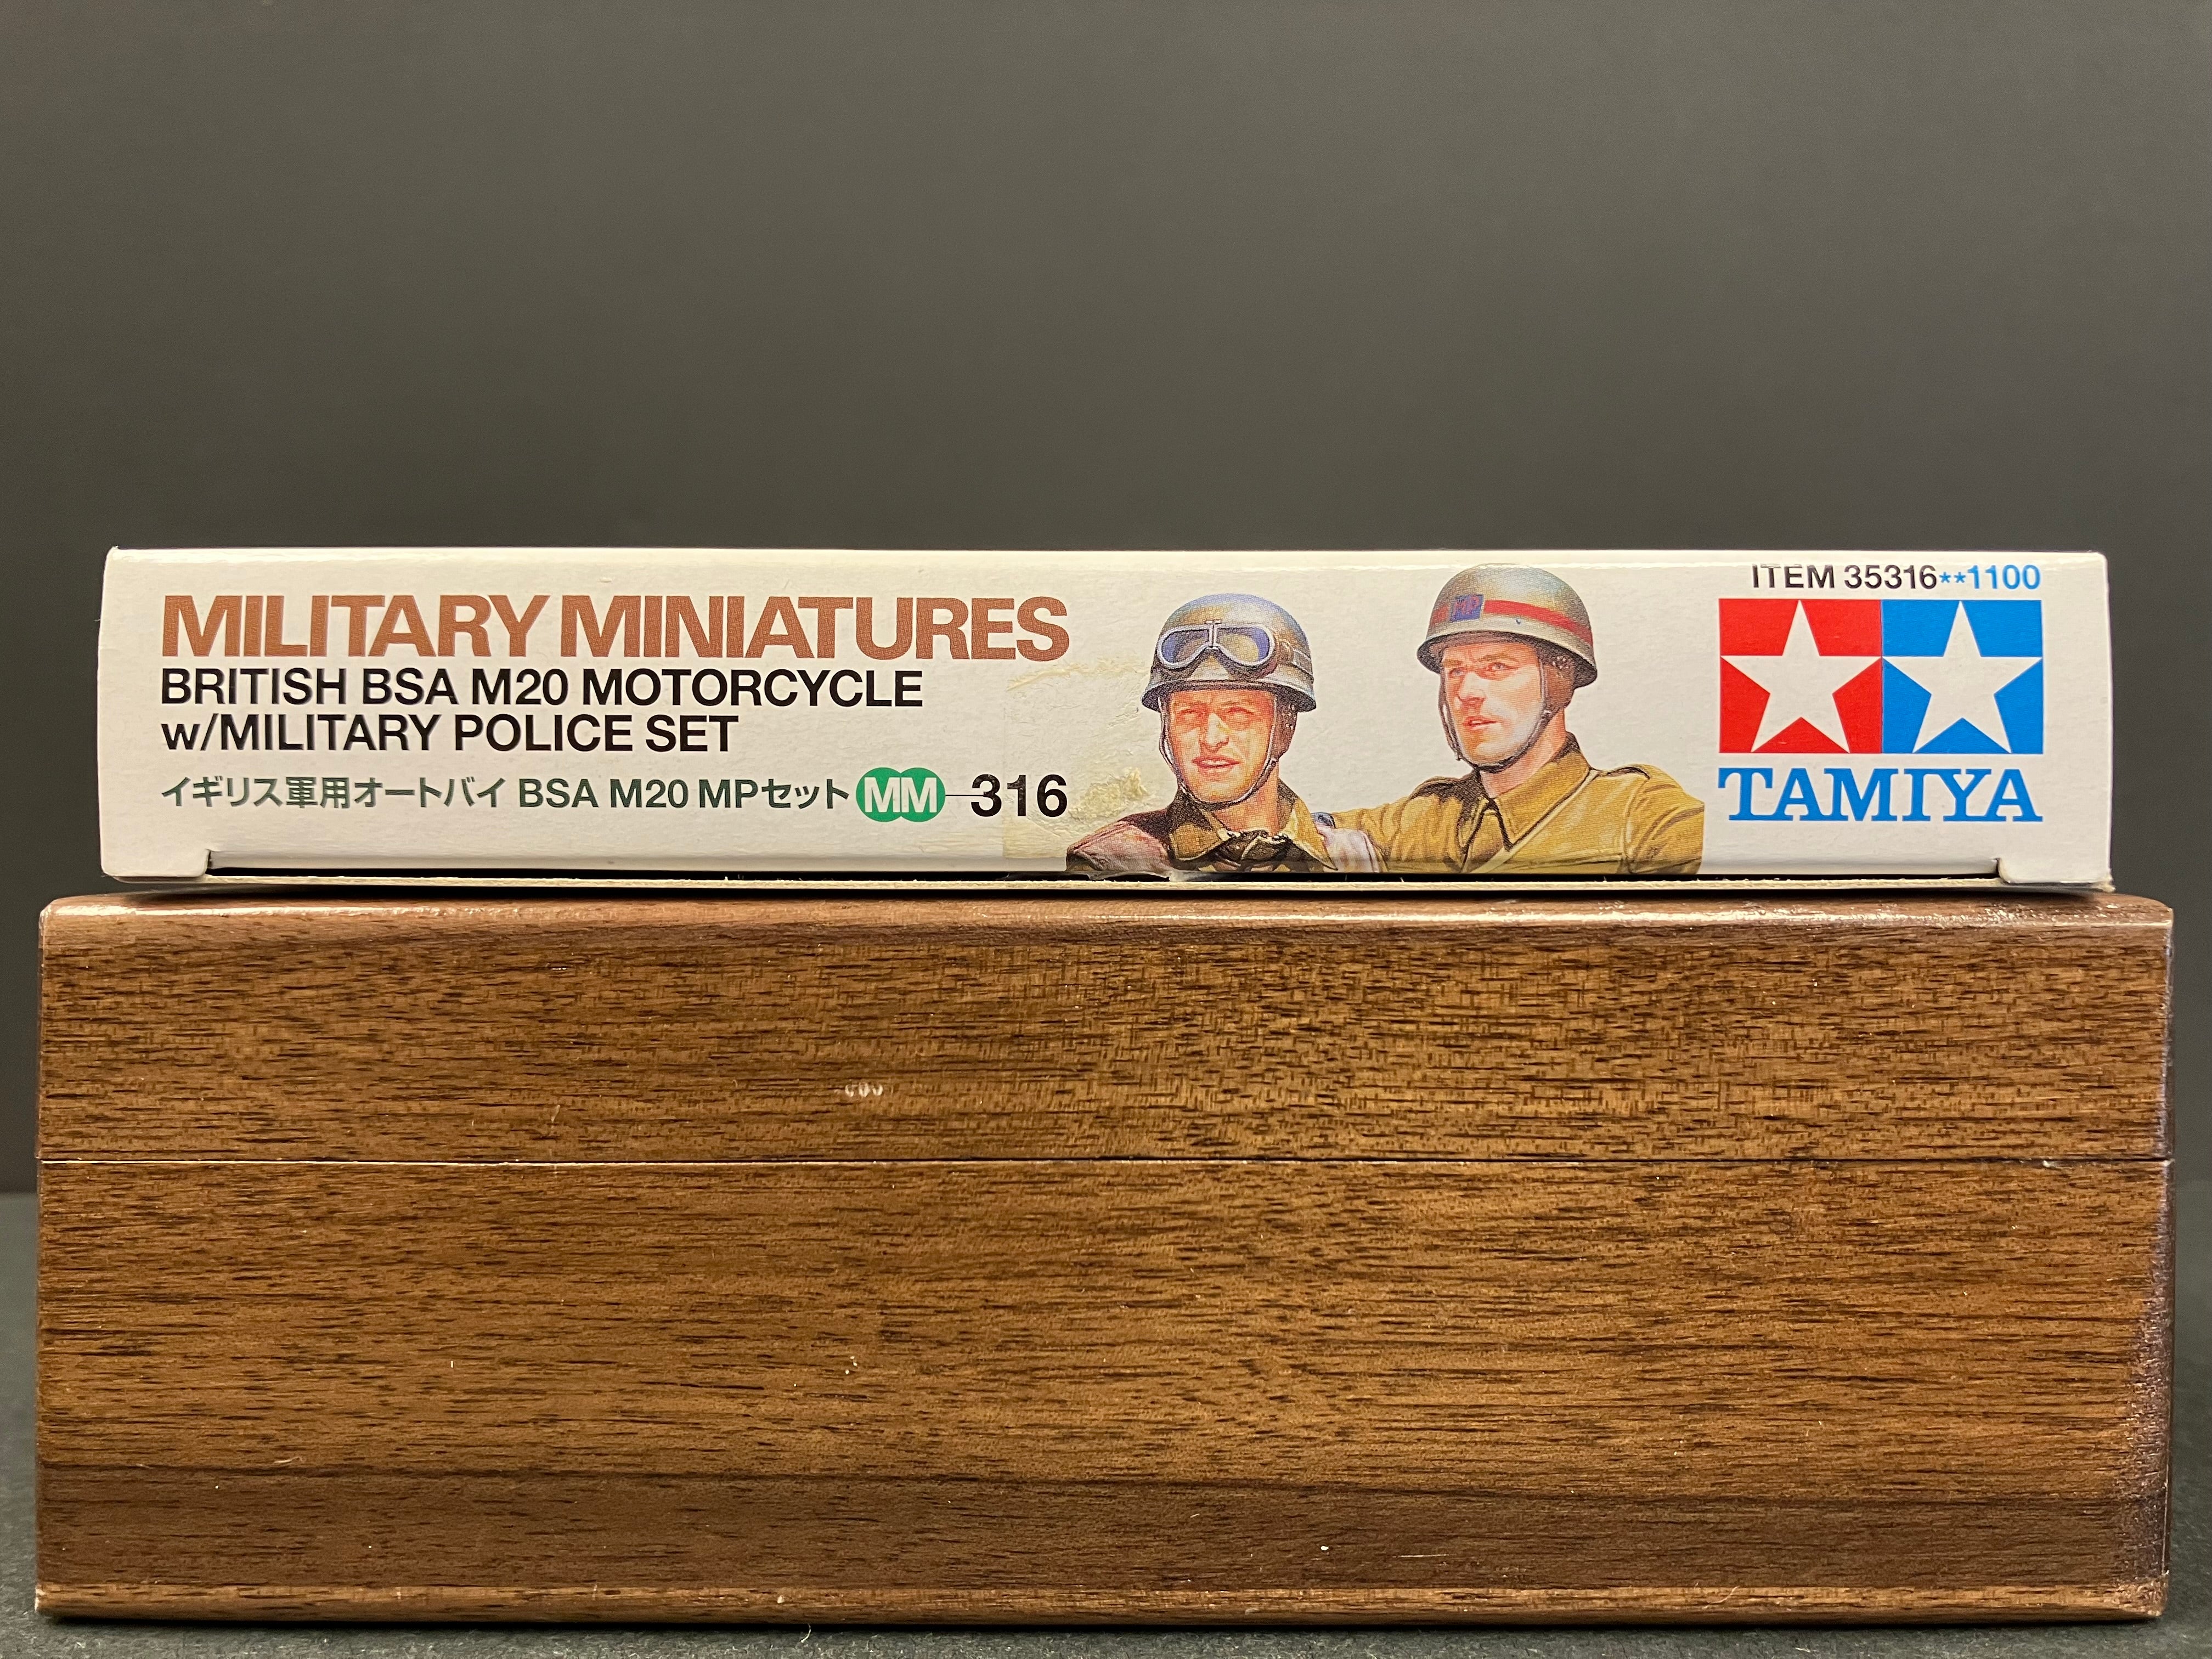 MILITARY MINIATURES
BRITISH BSA M20 MOTORCYCLE
w/MILITARY POLICE SET
イギリス軍用オートバイ BSA M20 MPセット MM-316
MP
ITEM 35316**1100
TAMIYA